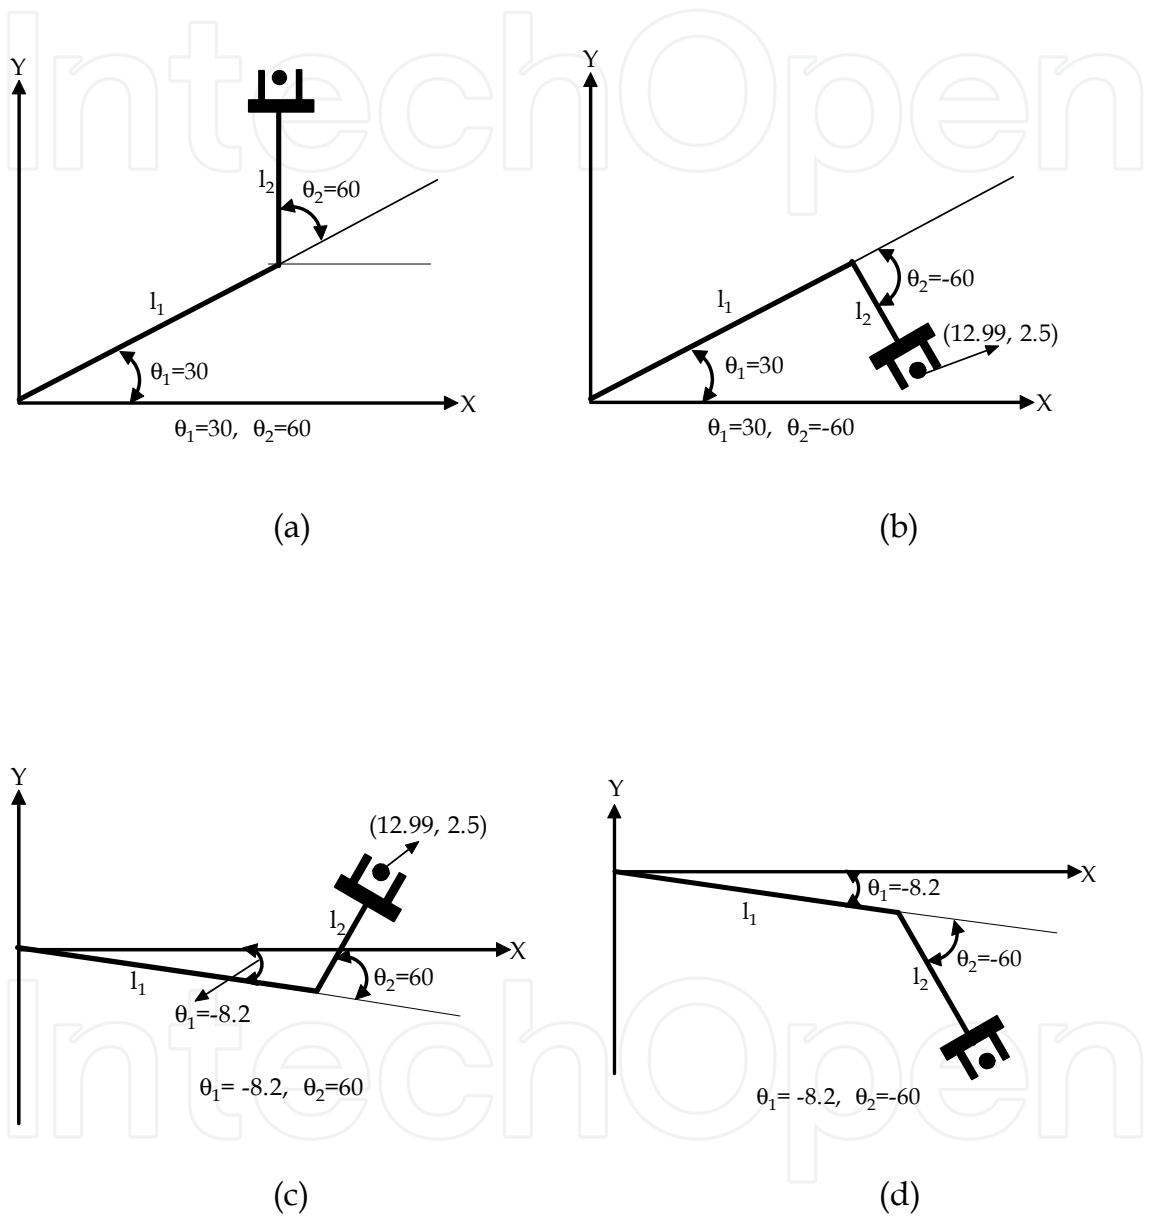 IntechOpen
Y
l₂
θ₂=60
l₁
θ₁=30
X
θ₁=30, θ₂=60
(a)
Y
l₁
θ₂=-60
l₂
(12.99, 2.5)
θ₁=30
X
θ₁=30, θ₂=-60
(b)
Y
(12.99, 2.5)
l₂
X
l₁
θ₂=60
θ₁=-8.2
θ₁= -8.2, θ₂=60
(c)
Y
X
θ₁=-8.2
l₁
θ₂=-60
l₂
θ₁= -8.2, θ₂=-60
(d)
IntechOpen